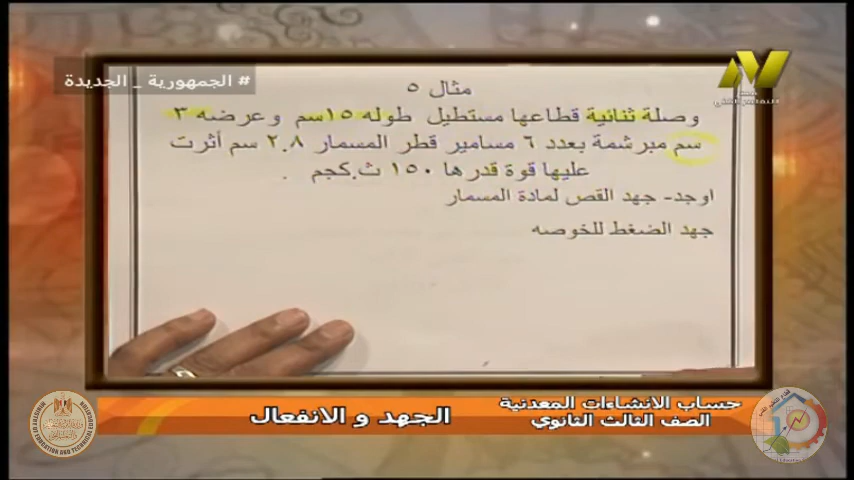 # الجمهورية _ الجديدة
مثال ٥
وصلة ثنائية قطاعها مستطيل طوله ١٥سم وعرضه ٣
سم مبرشمة بعدد ٦ مسامير قطر المسمار ٢.٨ سم أثرت
عليها قوة قدرها ١٥٠ ث.كجم .
اوجد- جهد القص لمادة المسمار
جهد الضغط للخوصه
حساب الانشاءات المعدنية
الصف الثالث الثانوي
الجهد و الانفعال